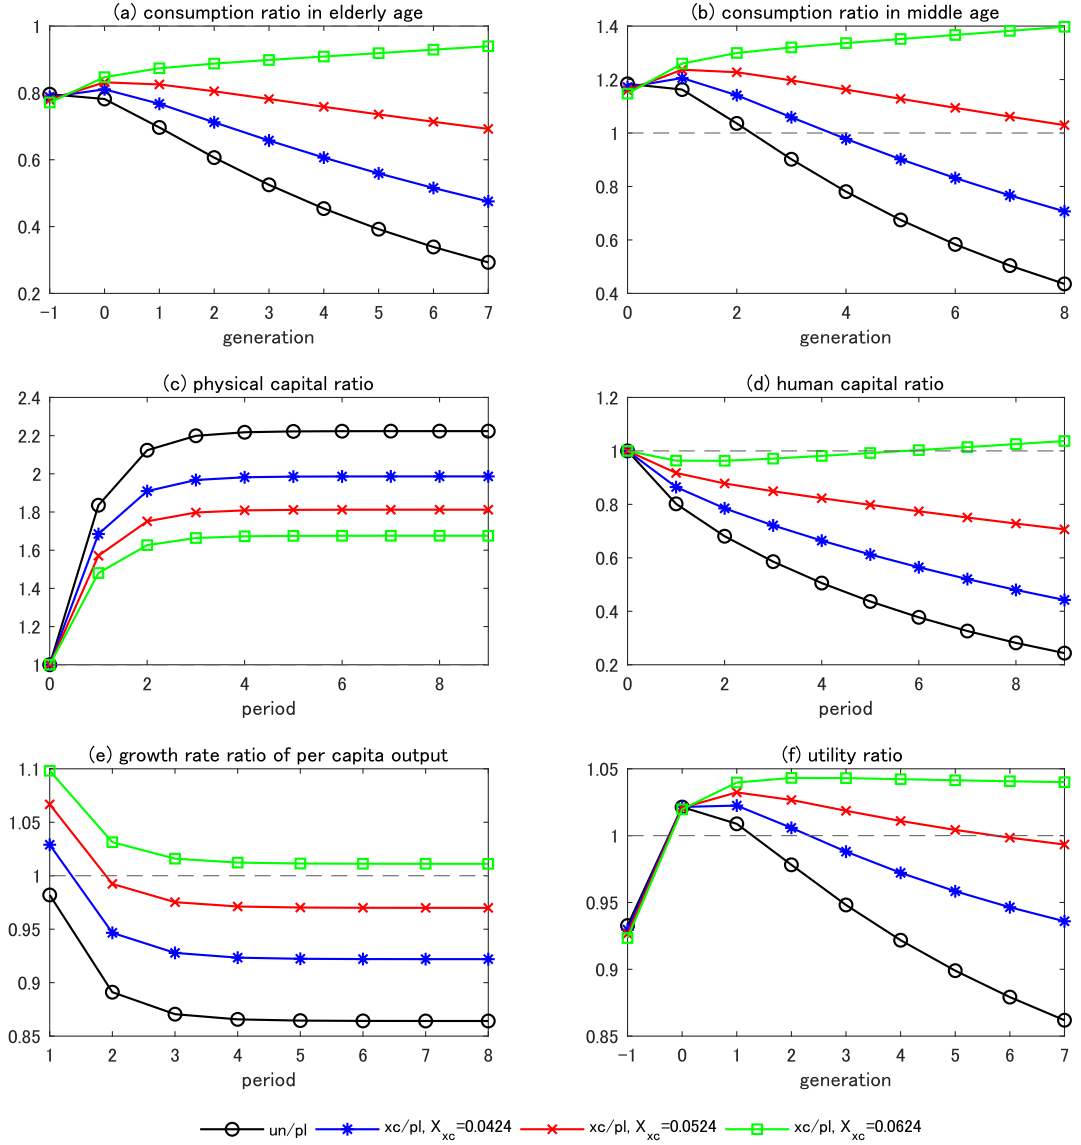 (a) consumption ratio in elderly age
1
0.8
0.6
0.4
0.2
−1 0 1 2 3 4 5 6 7
generation
(b) consumption ratio in middle age
1.4
1.2
1
0.8
0.6
0.4
0 2 4 6 8
generation
(c) physical capital ratio
2.4
2.2
2
1.8
1.6
1.4
1.2
1
0 2 4 6 8
period
(d) human capital ratio
1.2
1
0.8
0.6
0.4
0.2
0 2 4 6 8
period
(e) growth rate ratio of per capita output
1.1
1.05
1
0.95
0.9
0.85
1 2 3 4 5 6 7 8
period
(f) utility ratio
1.05
1
0.95
0.9
0.85
−1 0 1 2 3 4 5 6 7
generation
un/pl xc/pl, X_xc=0.0424 xc/pl, X_xc=0.0524 xc/pl, X_xc=0.0624